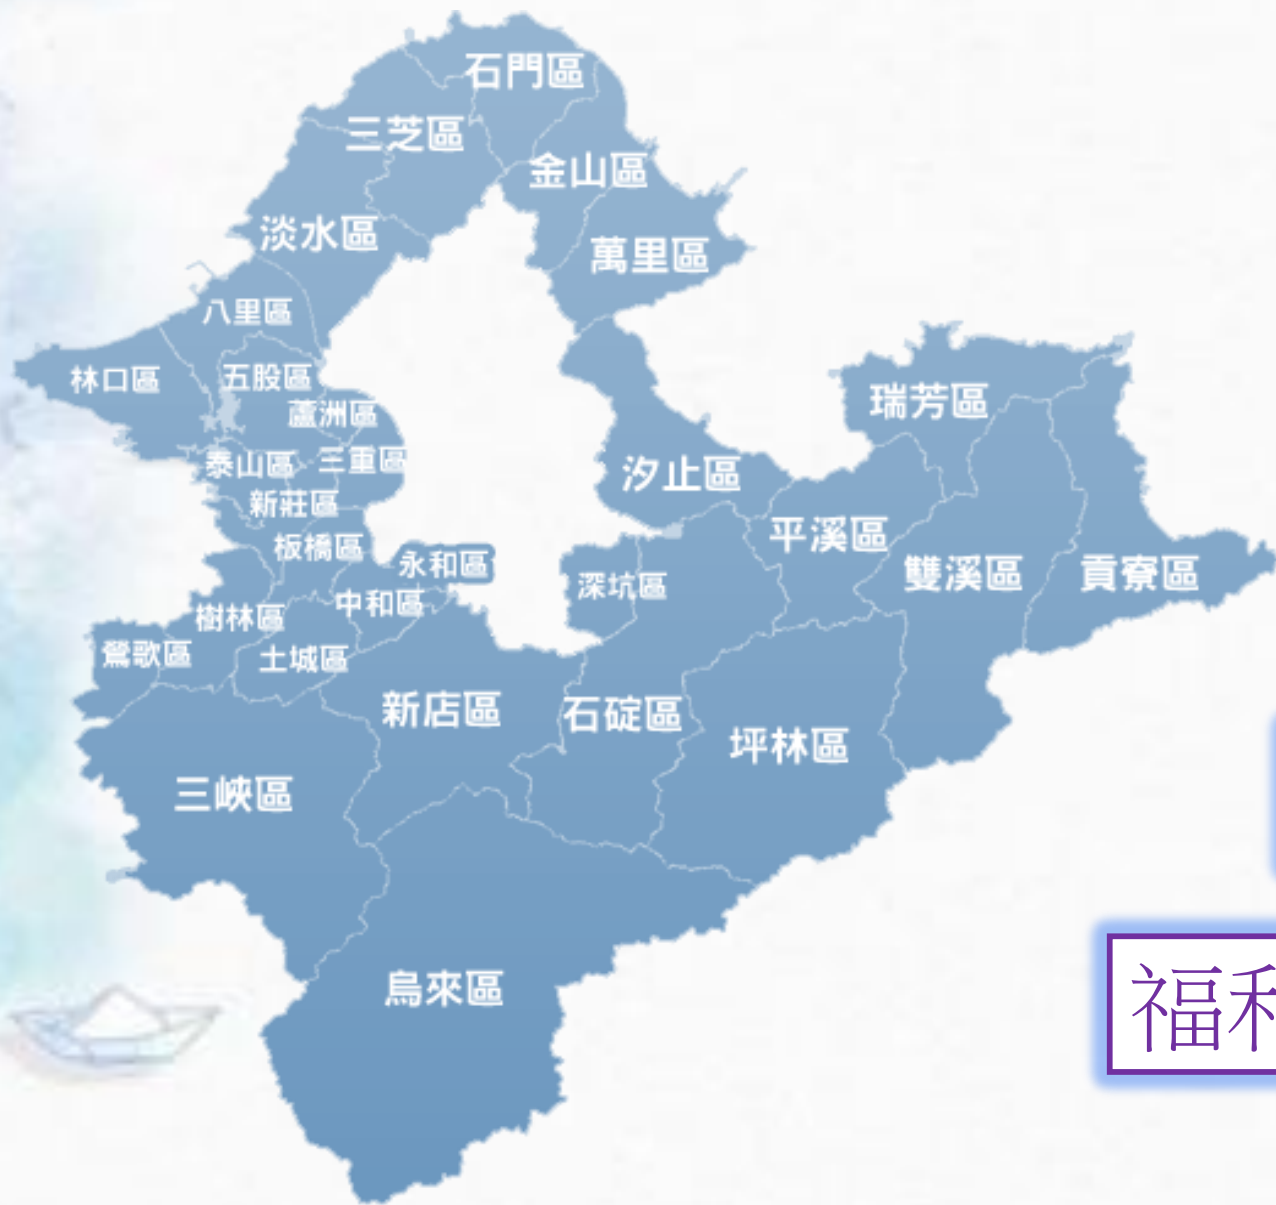 石門區
三芝區
金山區
淡水區
萬里區
八里區
林口區
五股區
瑞芳區
蘆洲區
泰山區
三重區
汐止區
新莊區
平溪區
板橋區
永和區
雙溪區
貢寮區
深坑區
中和區
樹林區
鶯歌區
土城區
新店區
石碇區
坪林區
三峽區
烏來區
福利